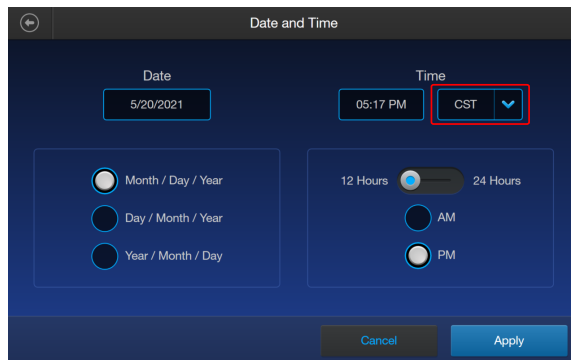 Date and Time
Date
Time
5/20/2021
05:17 PM
CST
Month / Day / Year
12 Hours
24 Hours
Day / Month / Year
AM
Year / Month / Day
PM
Cancel
Apply